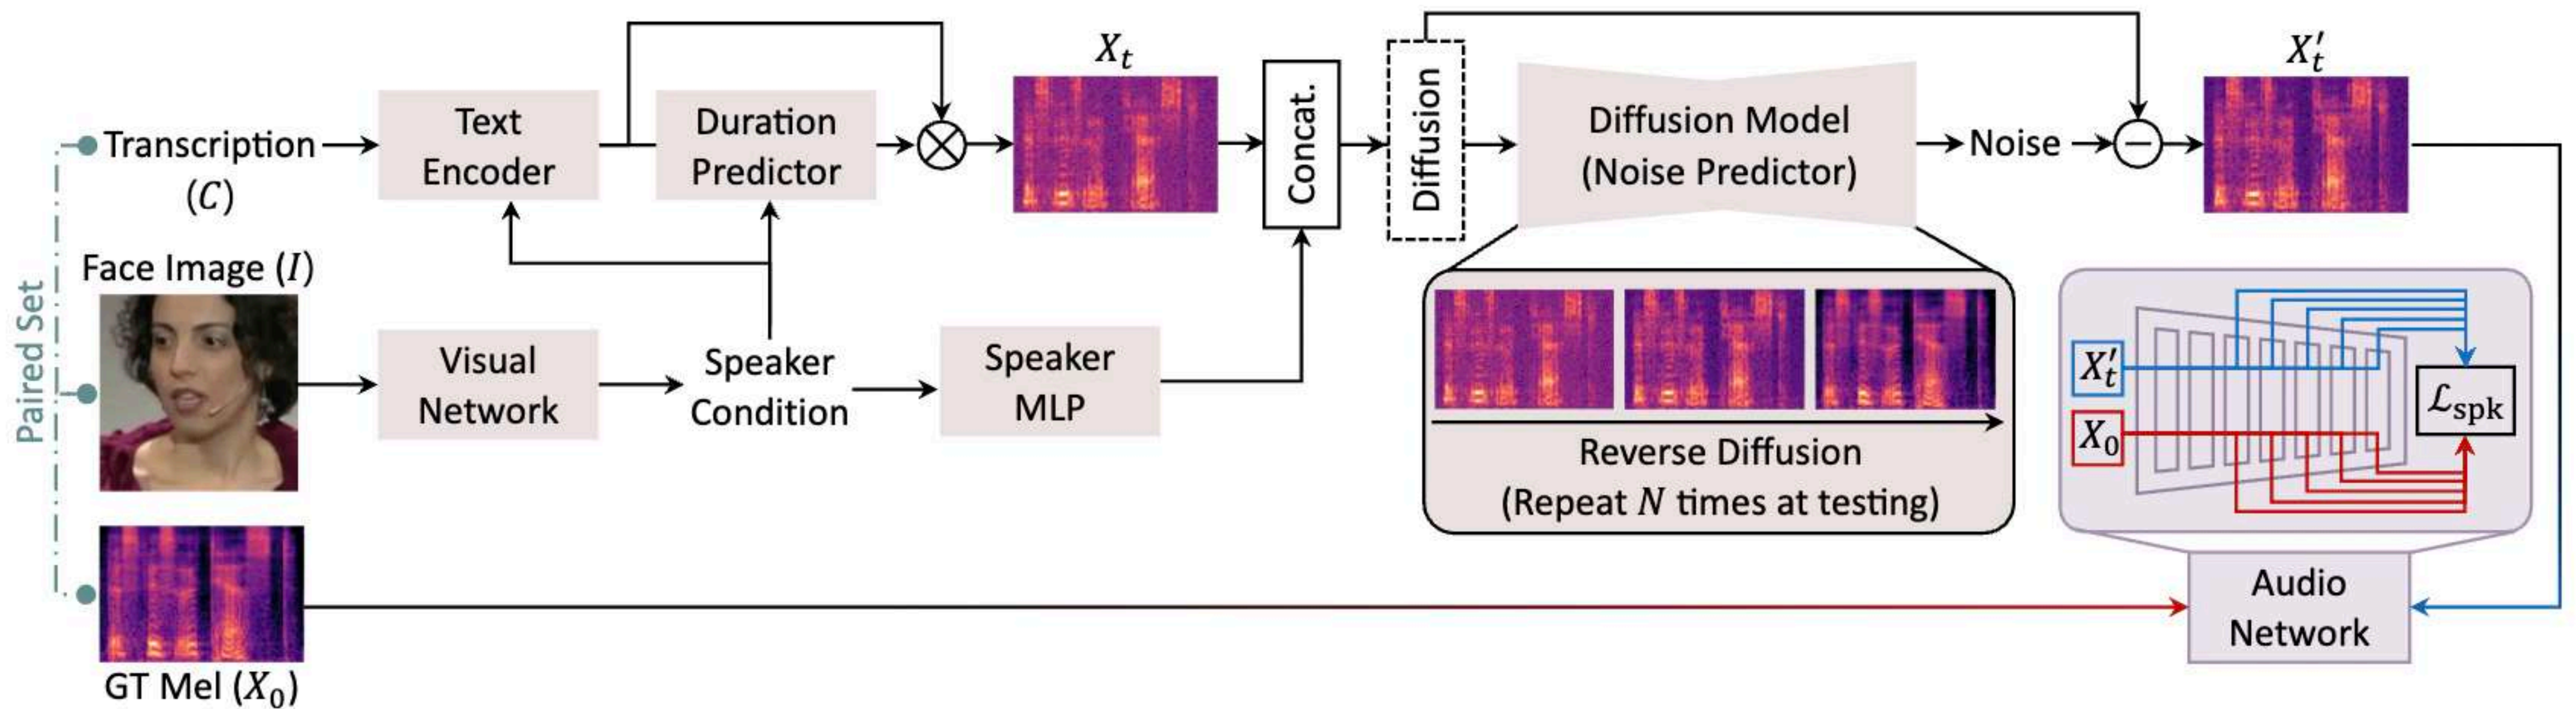 Paired Set
Transcription
(C)
Face Image (I)
GT Mel (X₀)
Text
Encoder
Duration
Predictor
Visual
Network
Speaker
Condition
Speaker
MLP
Xₜ
Concat.
Diffusion
Diffusion Model
(Noise Predictor)
Noise
X′ₜ
Reverse Diffusion
(Repeat N times at testing)
X′ₜ
X₀
ℒspk
Audio
Network